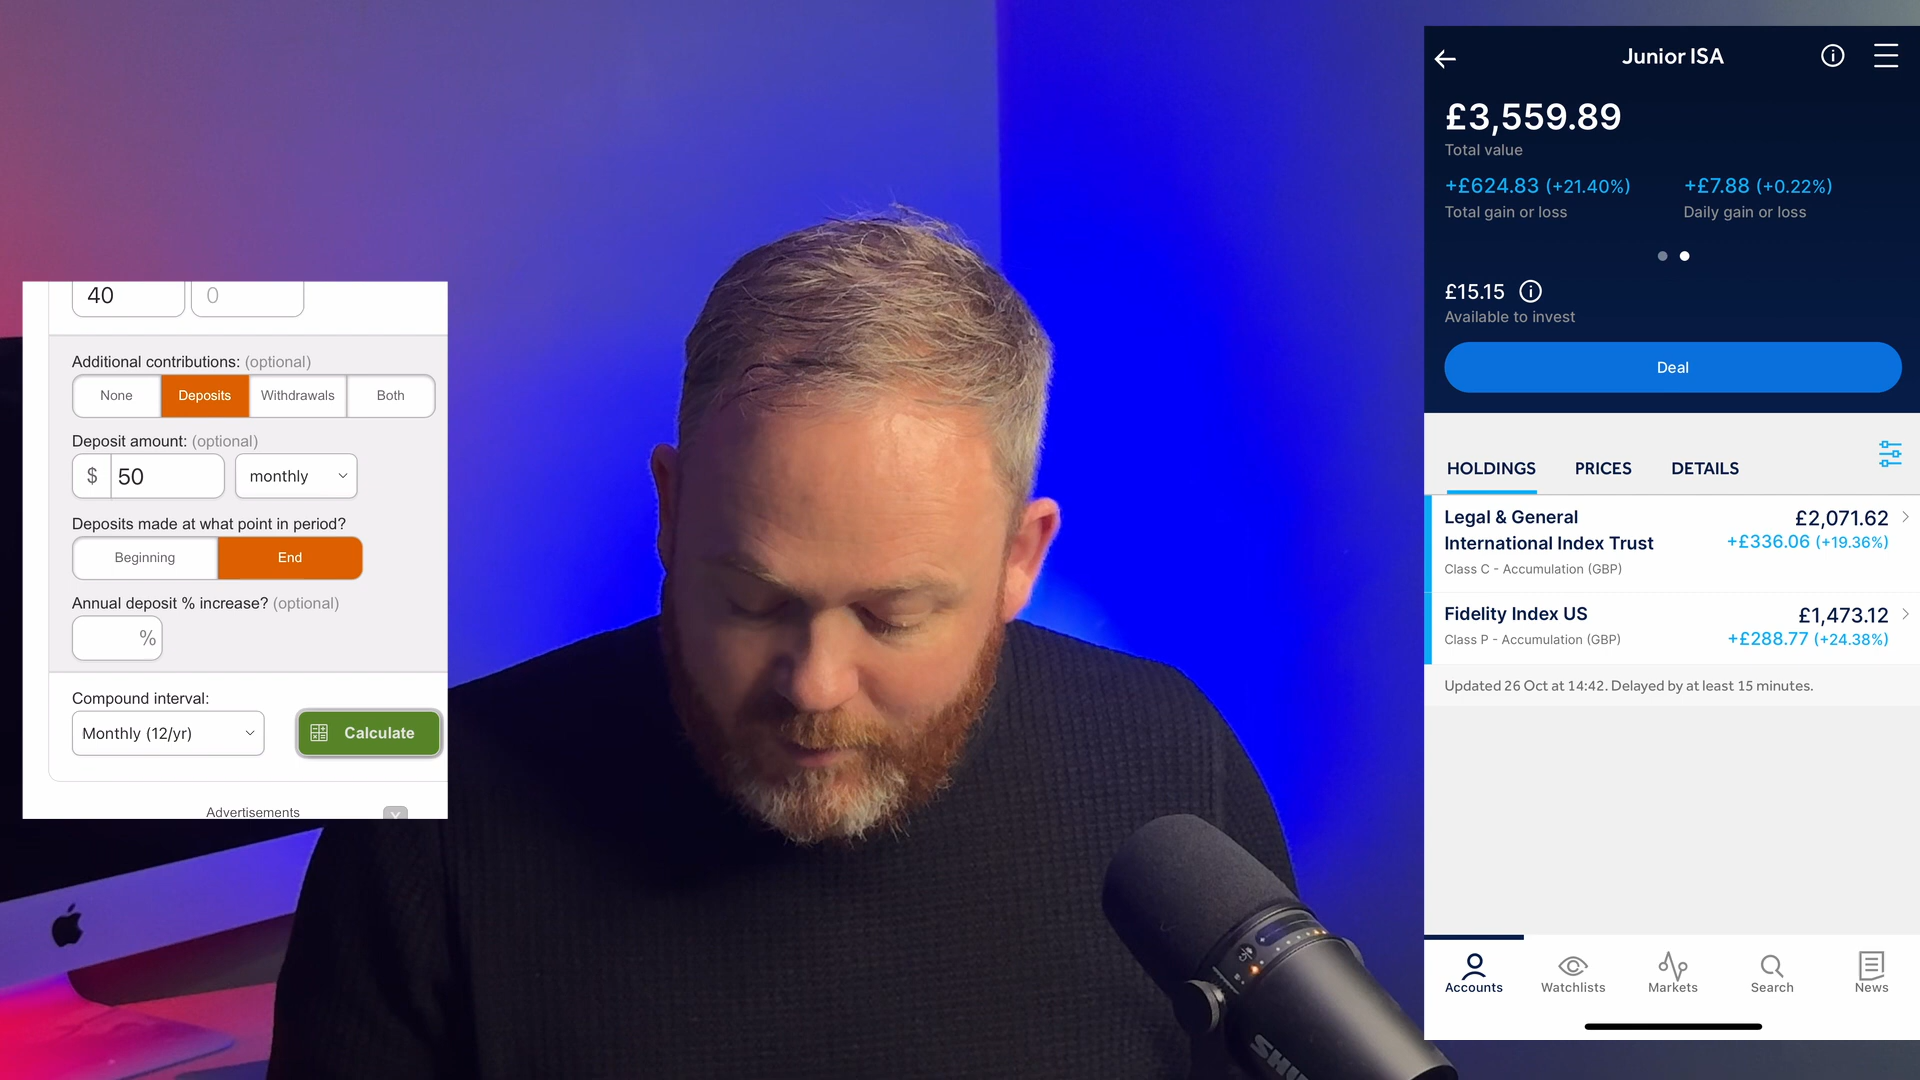 40
0
Additional contributions: (optional)
None
Deposits
Withdrawals
Both
Deposit amount: (optional)
$ 50
monthly
Deposits made at what point in period?
Beginning
End
Annual deposit % increase? (optional)
%
Compound interval:
Monthly (12/yr)
Calculate
Advertisements
Junior ISA
£3,559.89
Total value
+£624.83 (+21.40%)
+£7.88 (+0.22%)
Total gain or loss
Daily gain or loss
£15.15
Available to invest
Deal
HOLDINGS
PRICES
DETAILS
Legal & General
International Index Trust
£2,071.62
+£336.06 (+19.36%)
Class C - Accumulation (GBP)
Fidelity Index US
£1,473.12
Class P - Accumulation (GBP)
+£288.77 (+24.38%)
Updated 26 Oct at 14:42. Delayed by at least 15 minutes.
Accounts
Watchlists
Markets
Search
News